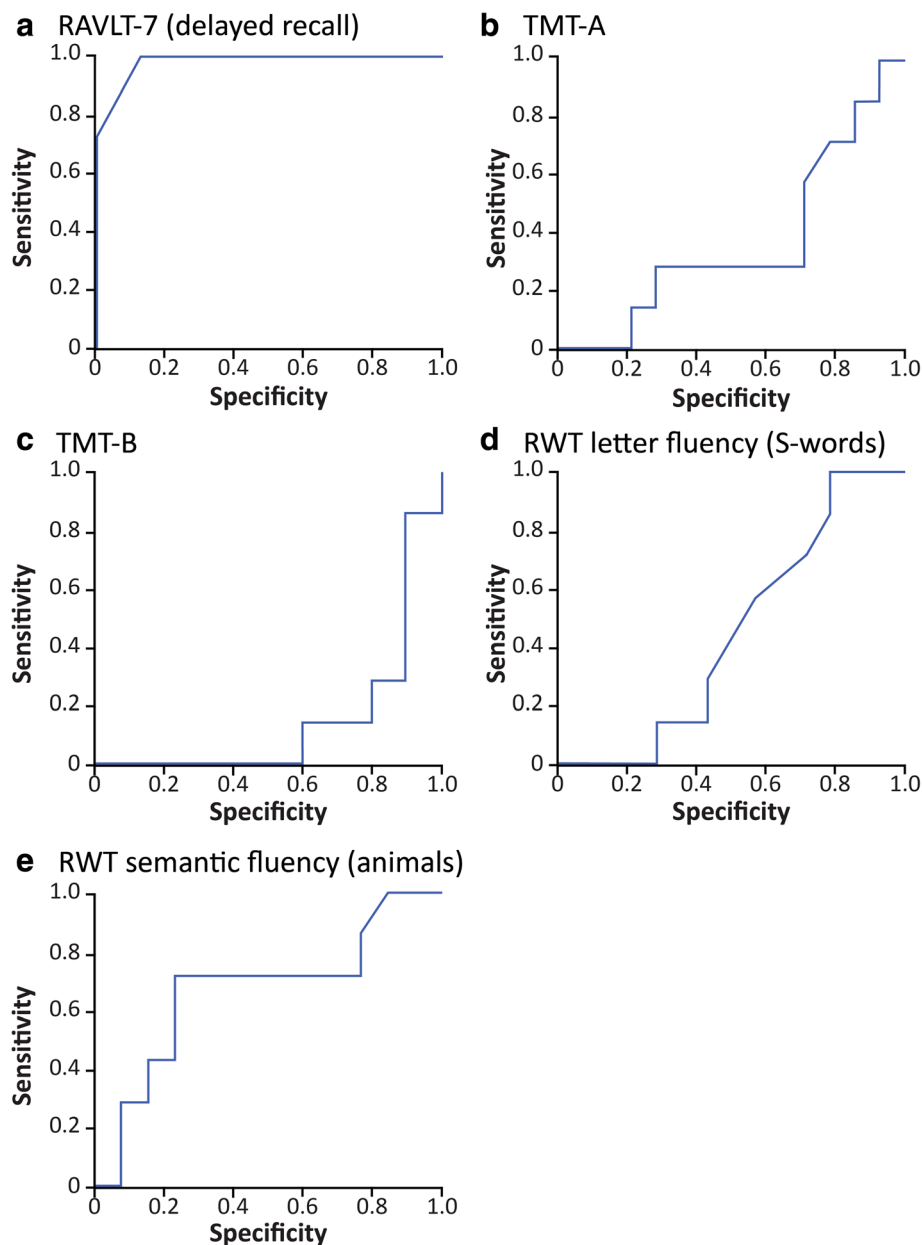 a RAVLT-7 (delayed recall)
1.0
0.8
0.6
0.4
0.2
0
Sensitivity
0 0.2 0.4 0.6 0.8 1.0
Specificity
b TMT-A
1.0
0.8
0.6
0.4
0.2
0
Sensitivity
0 0.2 0.4 0.6 0.8 1.0
Specificity
c TMT-B
1.0
0.8
0.6
0.4
0.2
0
Sensitivity
0 0.2 0.4 0.6 0.8 1.0
Specificity
d RWT letter fluency (S-words)
1.0
0.8
0.6
0.4
0.2
0
Sensitivity
0 0.2 0.4 0.6 0.8 1.0
Specificity
e RWT semantic fluency (animals)
1.0
0.8
0.6
0.4
0.2
0
Sensitivity
0 0.2 0.4 0.6 0.8 1.0
Specificity